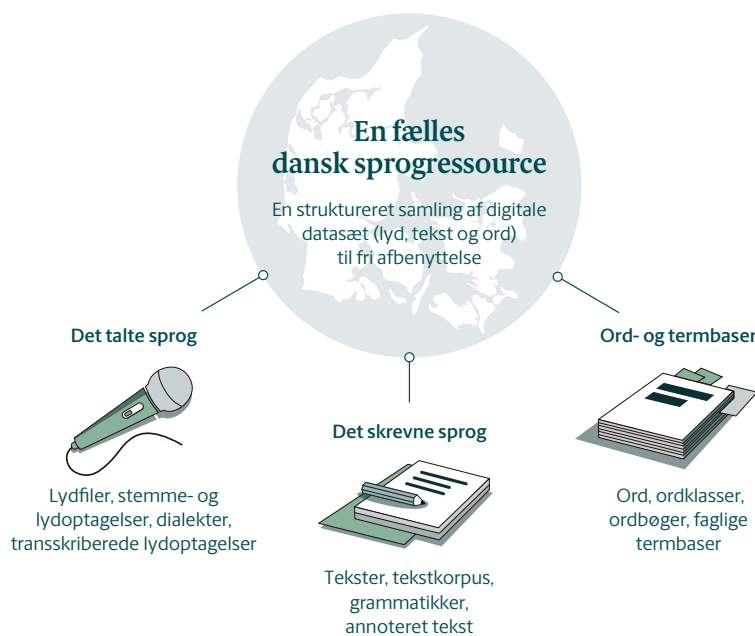 En fælles
dansk sprogressource
En struktureret samling af digitale
datasæt (lyd, tekst og ord)
til fri afbenyttelse
Det talte sprog
Lydfiler, stemme- og
lydoptagelser, dialekter,
transskriberede lydoptagelser
Det skrevne sprog
Tekster, tekstkorpus,
grammatikker,
annoteret tekst
Ord- og termbaser
Ord, ordklasser,
ordbøger, faglige
termbaser